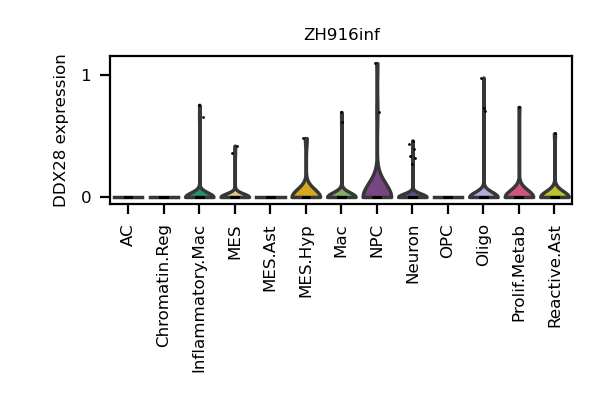 ZH916inf
DDX28 expression
1
0
AC
Chromatin.Reg
Inflammatory.Mac
MES
MES.Ast
MES.Hyp
Mac
NPC
Neuron
OPC
Oligo
Prolif.Metab
Reactive.Ast